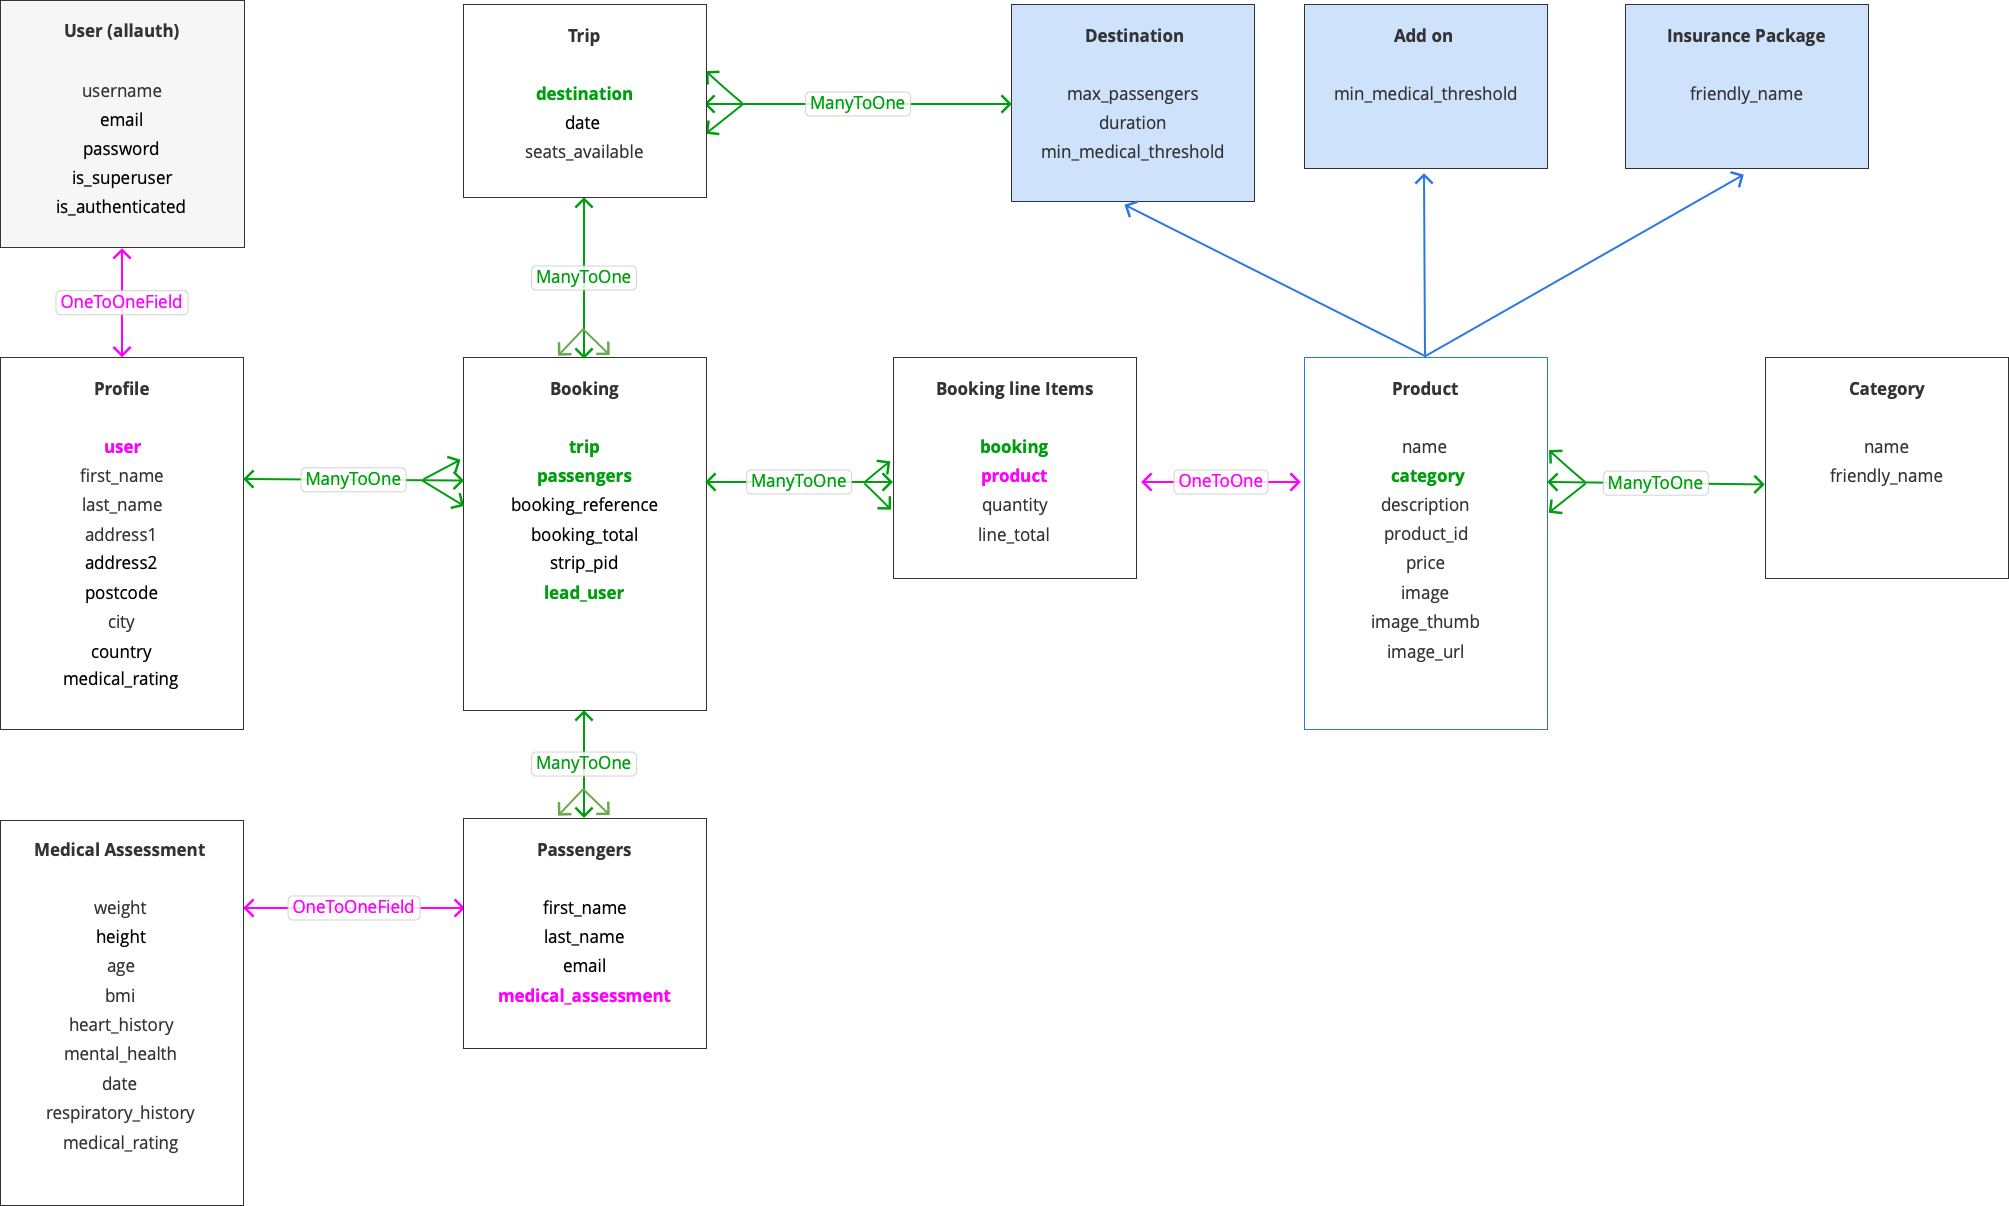 User (allauth)
username
email
password
is_superuser
is_authenticated
Trip
destination
date
seats_available
ManyToOne
Destination
max_passengers
duration
min_medical_threshold
Add on
min_medical_threshold
Insurance Package
friendly_name
OneToOneField
ManyToOne
Profile
user
first_name
last_name
address1
address2
postcode
city
country
medical_rating
ManyToOne
Booking
trip
passengers
booking_reference
booking_total
strip_pid
lead_user
ManyToOne
Booking line Items
booking
product
quantity
line_total
OneToOne
Product
name
category
description
product_id
price
image
image_thumb
image_url
ManyToOne
Category
name
friendly_name
ManyToOne
Medical Assessment
weight
height
age
bmi
heart_history
mental_health
date
respiratory_history
medical_rating
OneToOneField
Passengers
first_name
last_name
email
medical_assessment